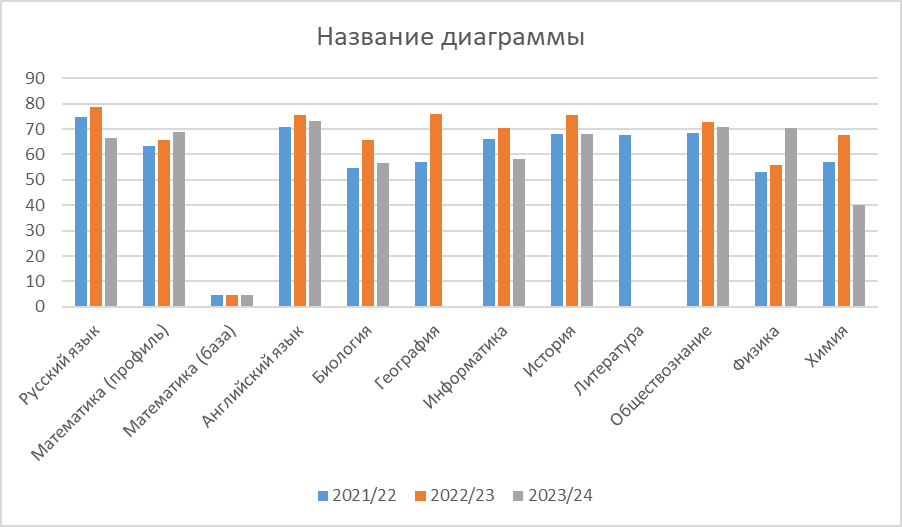 Название диаграммы
90
80
70
60
50
40
30
20
10
0
Русский язык
Математика (профиль)
Математика (база)
Английский язык
Биология
География
Информатика
История
Литература
Обществознание
Физика
Химия
2021/22 2022/23 2023/24